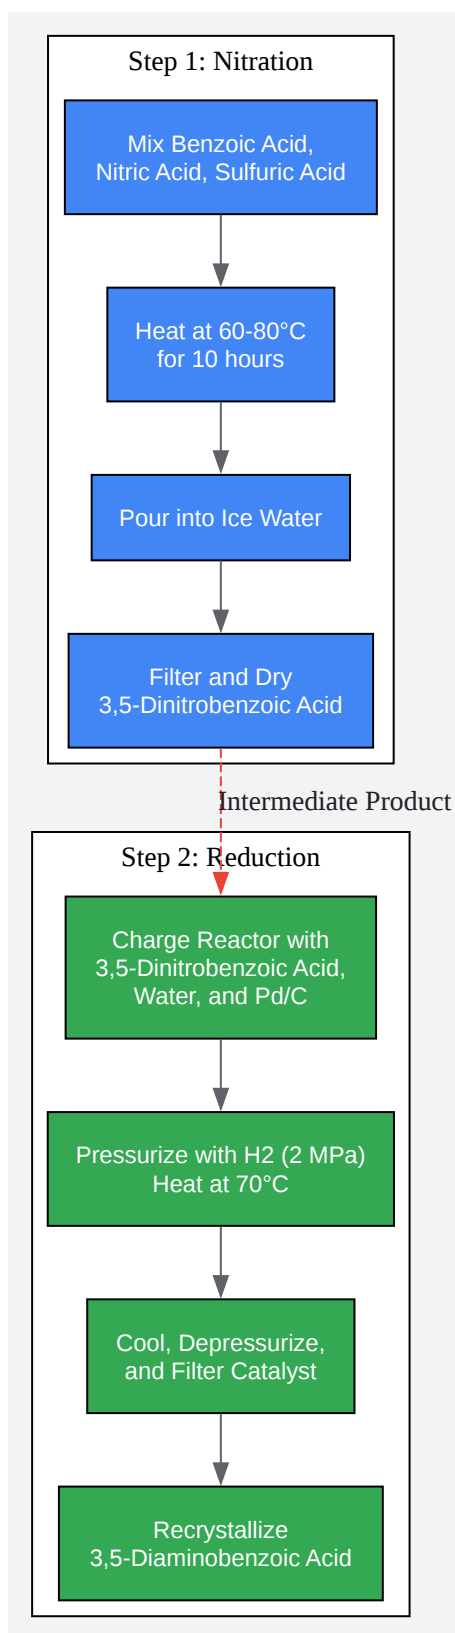 Step 1: Nitration
Mix Benzoic Acid,
Nitric Acid, Sulfuric Acid
Heat at 60-80°C
for 10 hours
Pour into Ice Water
Filter and Dry
3,5-Dinitrobenzoic Acid
Intermediate Product
Step 2: Reduction
Charge Reactor with
3,5-Dinitrobenzoic Acid,
Water, and Pd/C
Pressurize with H2 (2 MPa)
Heat at 70°C
Cool, Depressurize,
and Filter Catalyst
Recrystallize
3,5-Diaminobenzoic Acid